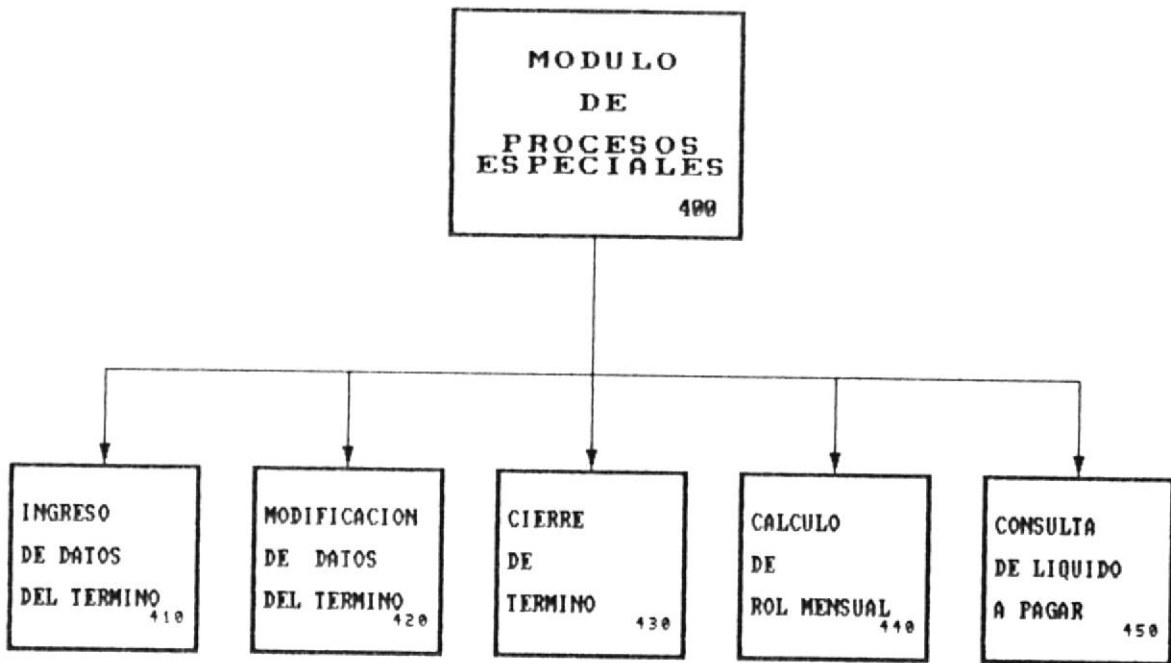 MODULO
DE
PROCESOS
ESPECIALES
400
INGRESO
DE DATOS
DEL TERMINO
410
MODIFICACION
DE DATOS
DEL TERMINO
420
CIERRE
DE
TERMINO
430
CALCULO
DE
ROL MENSUAL
440
CONSULTA
DE LIQUIDO
A PAGAR
450